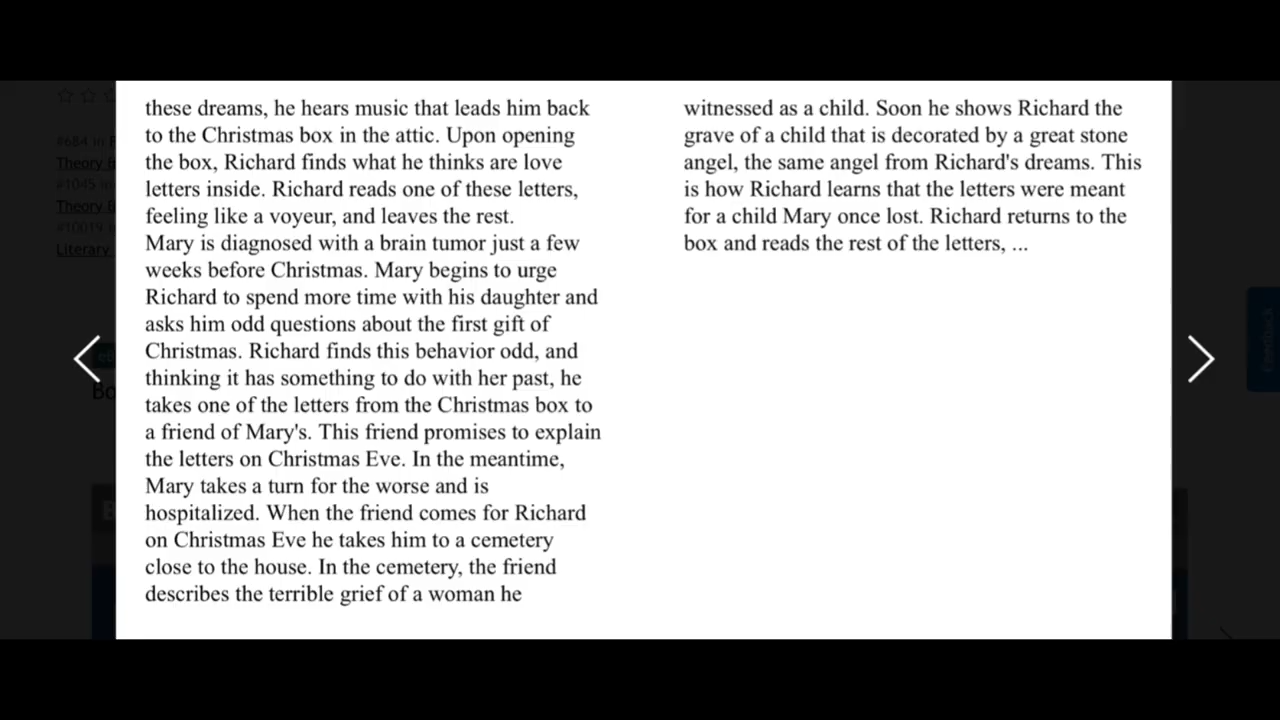 these dreams, he hears music that leads him back
to the Christmas box in the attic. Upon opening
the box, Richard finds what he thinks are love
letters inside. Richard reads one of these letters,
feeling like a voyeur, and leaves the rest.
Mary is diagnosed with a brain tumor just a few
weeks before Christmas. Mary begins to urge
Richard to spend more time with his daughter and
asks him odd questions about the first gift of
Christmas. Richard finds this behavior odd, and
thinking it has something to do with her past, he
takes one of the letters from the Christmas box to
a friend of Mary's. This friend promises to explain
the letters on Christmas Eve. In the meantime,
Mary takes a turn for the worse and is
hospitalized. When the friend comes for Richard
on Christmas Eve he takes him to a cemetery
close to the house. In the cemetery, the friend
describes the terrible grief of a woman he
witnessed as a child. Soon he shows Richard the
grave of a child that is decorated by a great stone
angel, the same angel from Richard's dreams. This
is how Richard learns that the letters were meant
for a child Mary once lost. Richard returns to the
box and reads the rest of the letters, ...
#684 in
Theory
#1045 in
Theory
#10019
Literary
Feedback